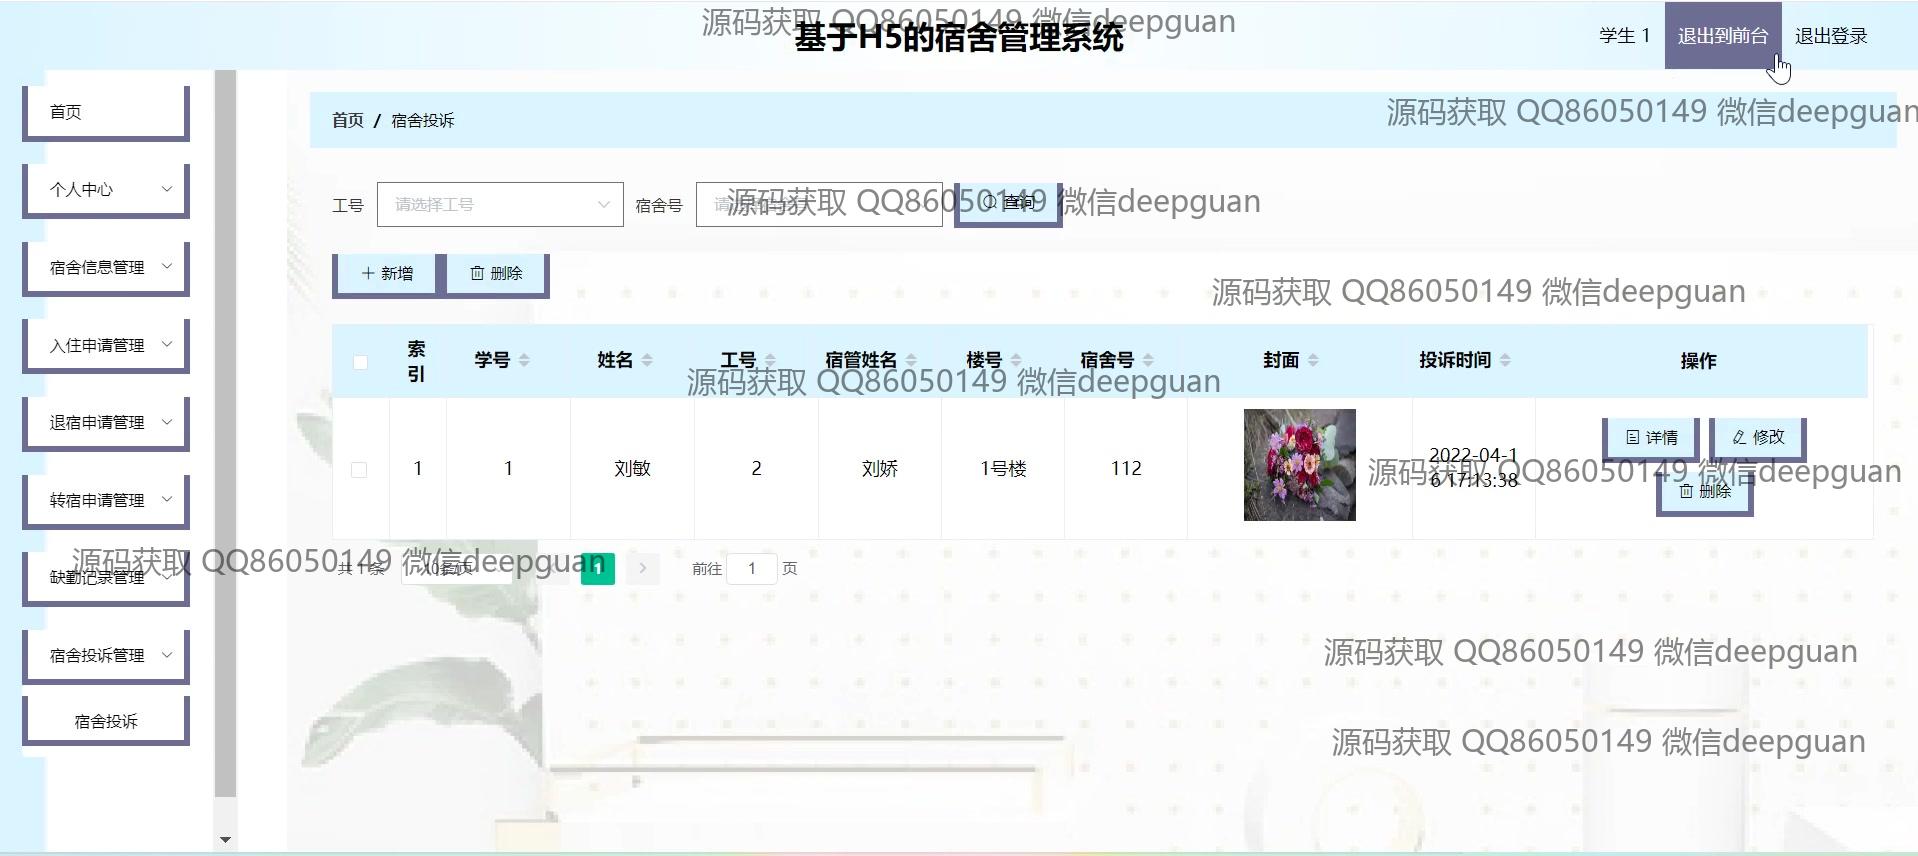 源码获取 QQ86050149 微信deepguan
基于H5的宿舍管理系统
学生 1
退出到前台
退出登录
首页
个人中心
宿舍信息管理
入住申请管理
退宿申请管理
转宿申请管理
缺勤记录管理
宿舍投诉管理
宿舍投诉
首页 / 宿舍投诉
源码获取 QQ86050149 微信deepguan
工号 请选择工号 宿舍号 查询
源码获取 QQ86050149 微信deepguan
新增 删除
源码获取 QQ86050149 微信deepguan
索引 学号 姓名 工号 宿管姓名 楼号 宿舍号 封面 投诉时间 操作
源码获取 QQ86050149 微信deepguan
1 1 刘敏 2 刘娇 1号楼 112 2022-04-1
6 17:13:38
详情 修改
删除
源码获取 QQ86050149 微信deepguan
共 1 条 10条/页 1 前往 1 页
源码获取 QQ86050149 微信deepguan
源码获取 QQ86050149 微信deepguan
源码获取 QQ86050149 微信deepguan